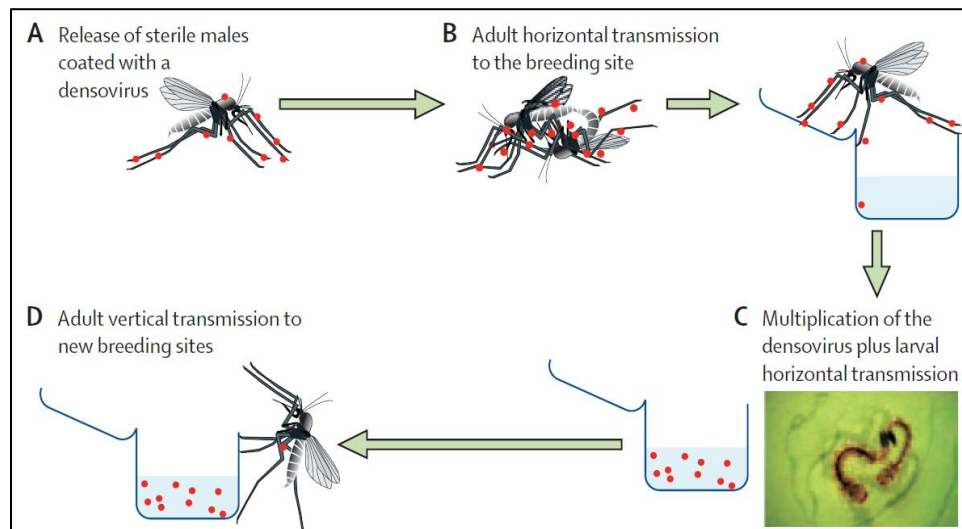 A Release of sterile males
coated with a
densovirus
B Adult horizontal transmission
to the breeding site
C Multiplication of the
densovirus plus larval
horizontal transmission
D Adult vertical transmission to
new breeding sites